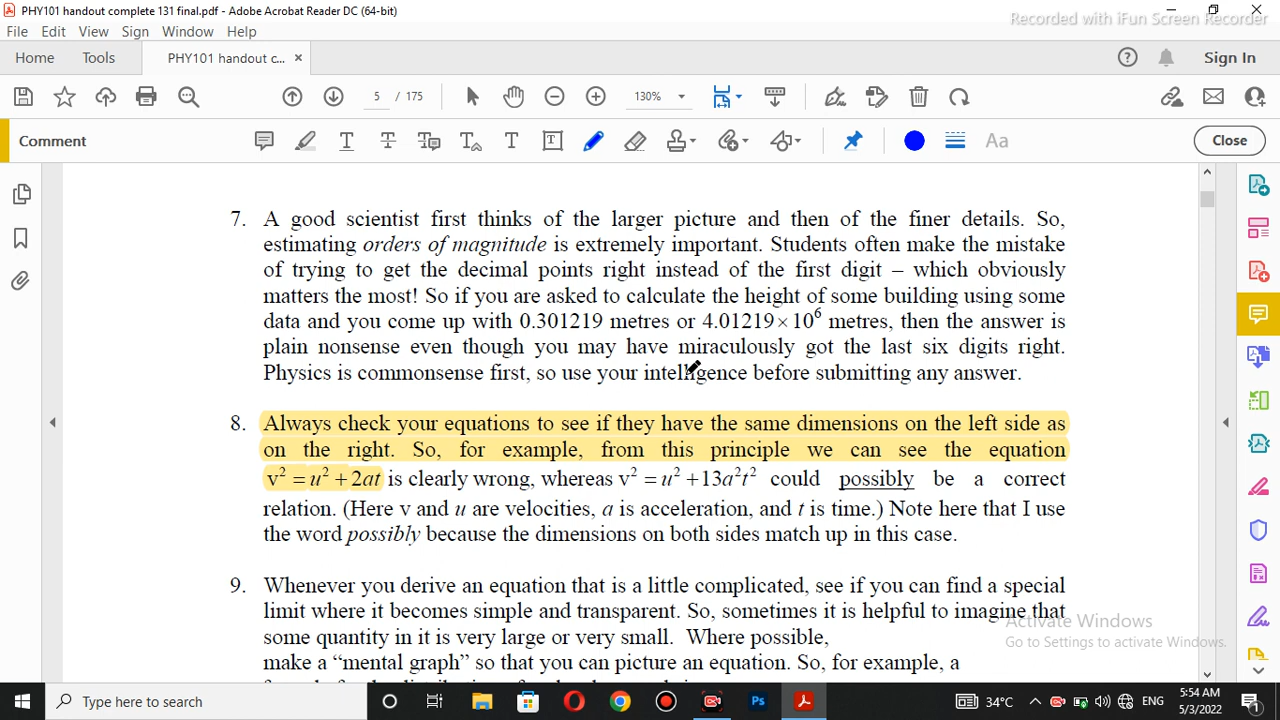 PHY101 handout complete 131 final.pdf - Adobe Acrobat Reader DC (64-bit)
Recorded with iFun Screen Recorder
File Edit View Sign Window Help
Home Tools PHY101 handout c... × Sign In
5 / 175 130%
Comment Aa Close
7. A good scientist first thinks of the larger picture and then of the finer details. So,
estimating orders of magnitude is extremely important. Students often make the mistake
of trying to get the decimal points right instead of the first digit – which obviously
matters the most! So if you are asked to calculate the height of some building using some
data and you come up with 0.301219 metres or 4.01219×10⁶ metres, then the answer is
plain nonsense even though you may have miraculously got the last six digits right.
Physics is commonsense first, so use your intelligence before submitting any answer.
8. Always check your equations to see if they have the same dimensions on the left side as
on the right. So, for example, from this principle we can see the equation
v² = u² + 2at is clearly wrong, whereas v² = u² +13a²t² could possibly be a correct
relation. (Here v and u are velocities, a is acceleration, and t is time.) Note here that I use
the word possibly because the dimensions on both sides match up in this case.
9. Whenever you derive an equation that is a little complicated, see if you can find a special
limit where it becomes simple and transparent. So, sometimes it is helpful to imagine that
some quantity in it is very large or very small. Where possible,
make a “mental graph” so that you can picture an equation. So, for example, a
Activate Windows
Go to Settings to activate Windows.
Type here to search
34°C ENG 5:54 AM
5/3/2022